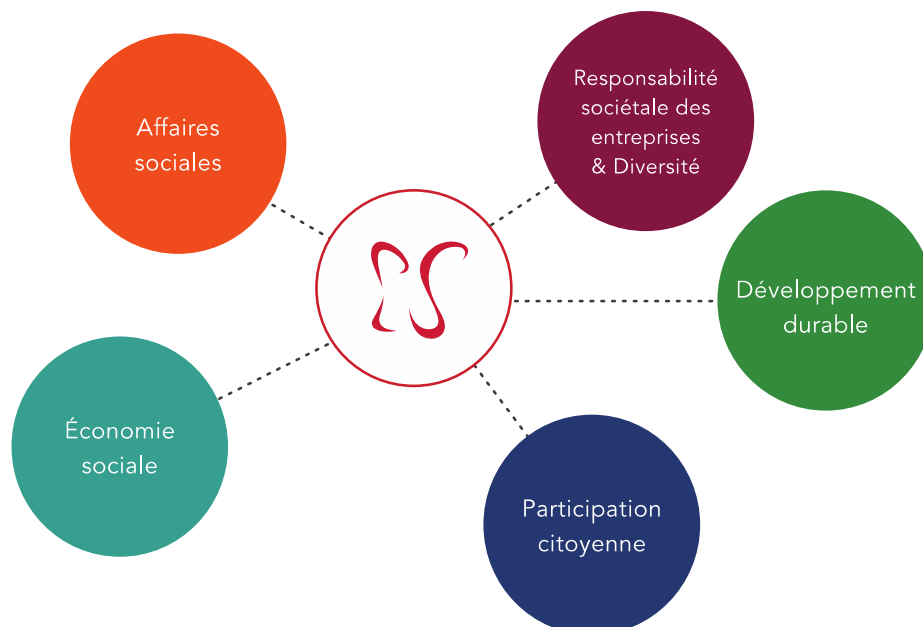 Affaires
sociales
Responsabilité
sociétale des
entreprises
& Diversité
Développement
durable
Économie
sociale
Participation
citoyenne